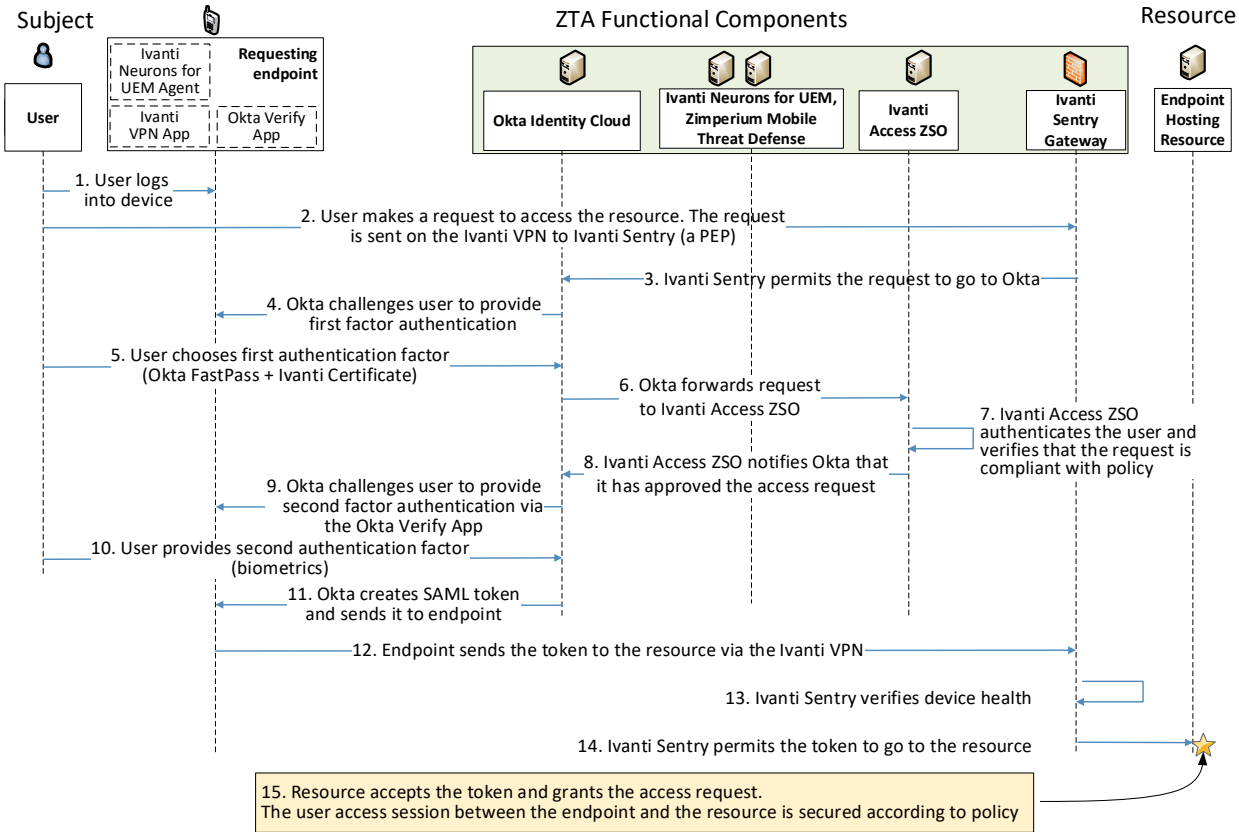 Subject
ZTA Functional Components
Resource
Ivanti
Neurons for
UEM Agent
Requesting
endpoint
User
Ivanti
VPN App
Okta Verify
App
Okta Identity Cloud
Ivanti Neurons for UEM,
Zimperium Mobile
Threat Defense
Ivanti
Access ZSO
Ivanti
Sentry
Gateway
Endpoint
Hosting
Resource
1. User logs
into device
2. User makes a request to access the resource. The request
is sent on the Ivanti VPN to Ivanti Sentry (a PEP)
3. Ivanti Sentry permits the request to go to Okta
4. Okta challenges user to provide
first factor authentication
5. User chooses first authentication factor
(Okta FastPass + Ivanti Certificate)
6. Okta forwards request
to Ivanti Access ZSO
7. Ivanti Access ZSO
authenticates the user and
verifies that the request is
compliant with policy
8. Ivanti Access ZSO notifies Okta that
it has approved the access request
9. Okta challenges user to provide
second factor authentication via
the Okta Verify App
10. User provides second authentication factor
(biometrics)
11. Okta creates SAML token
and sends it to endpoint
12. Endpoint sends the token to the resource via the Ivanti VPN
13. Ivanti Sentry verifies device health
14. Ivanti Sentry permits the token to go to the resource
15. Resource accepts the token and grants the access request.
The user access session between the endpoint and the resource is secured according to policy